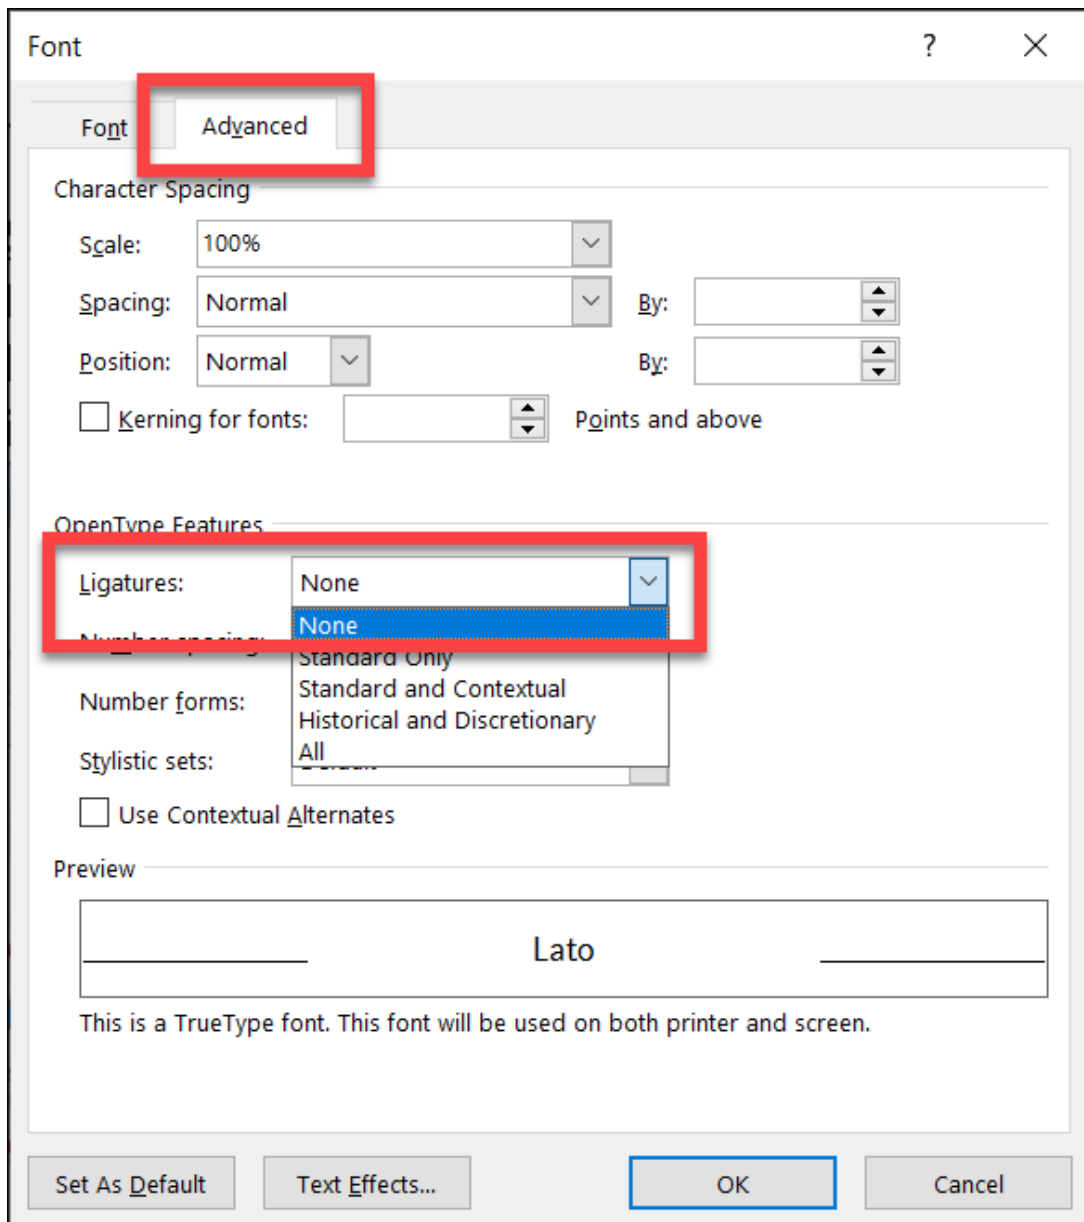 Font ?
Font Advanced
Character Spacing
Scale: 100%
Spacing: Normal By:
Position: Normal By:
Kerning for fonts: Points and above
OpenType Features
Ligatures: None
None
Number spacing:
Standard Only
Standard and Contextual
Number forms:
Historical and Discretionary
All
Stylistic sets:
Use Contextual Alternates
Preview
Lato
This is a TrueType font. This font will be used on both printer and screen.
Set As Default Text Effects... OK Cancel